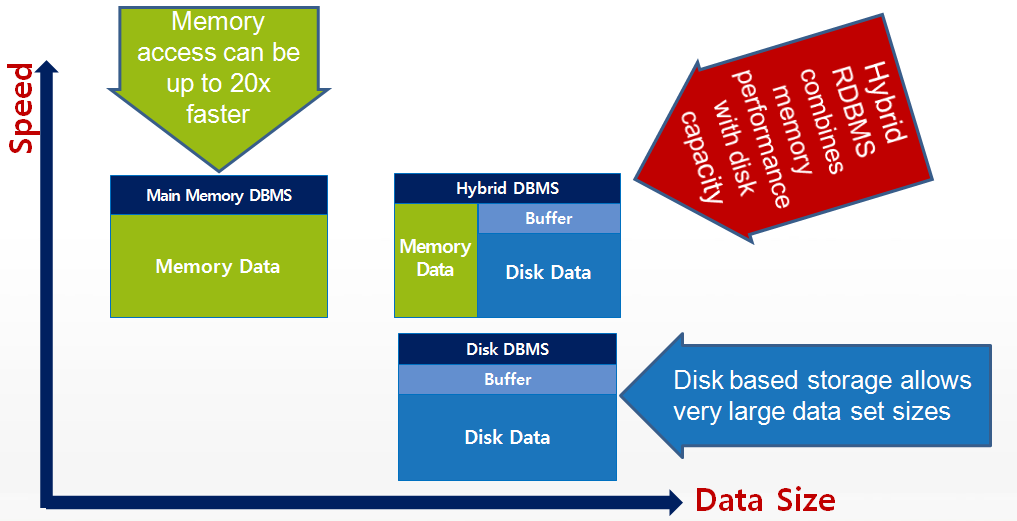 Memory
access can be
up to 20x
faster
Speed
Hybrid
RDBMS
combines
memory
performance
with disk
capacity
Main Memory DBMS
Memory Data
Hybrid DBMS
Buffer
Memory
Data
Disk Data
Disk DBMS
Buffer
Disk Data
Disk based storage allows
very large data set sizes
Data Size